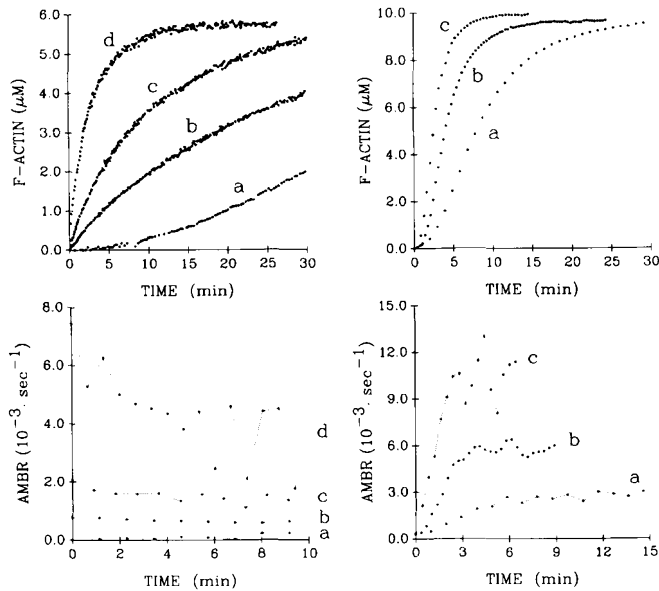 F-ACTIN (μM)
6.0
5.0
4.0
3.0
2.0
1.0
0.0
d
c
b
a
0
5
10
15
20
25
30
TIME (min)
F-ACTIN (μM)
10.0
8.0
6.0
4.0
2.0
0.0
c
b
a
0
5
10
15
20
25
30
TIME (min)
AMBR (10⁻³. sec⁻¹)
8.0
6.0
4.0
2.0
0.0
d
c
b
a
0
2
4
6
8
10
TIME (min)
AMBR (10⁻³. sec⁻¹)
15.0
12.0
9.0
6.0
3.0
0.0
c
b
a
0
3
6
9
12
15
TIME (min)